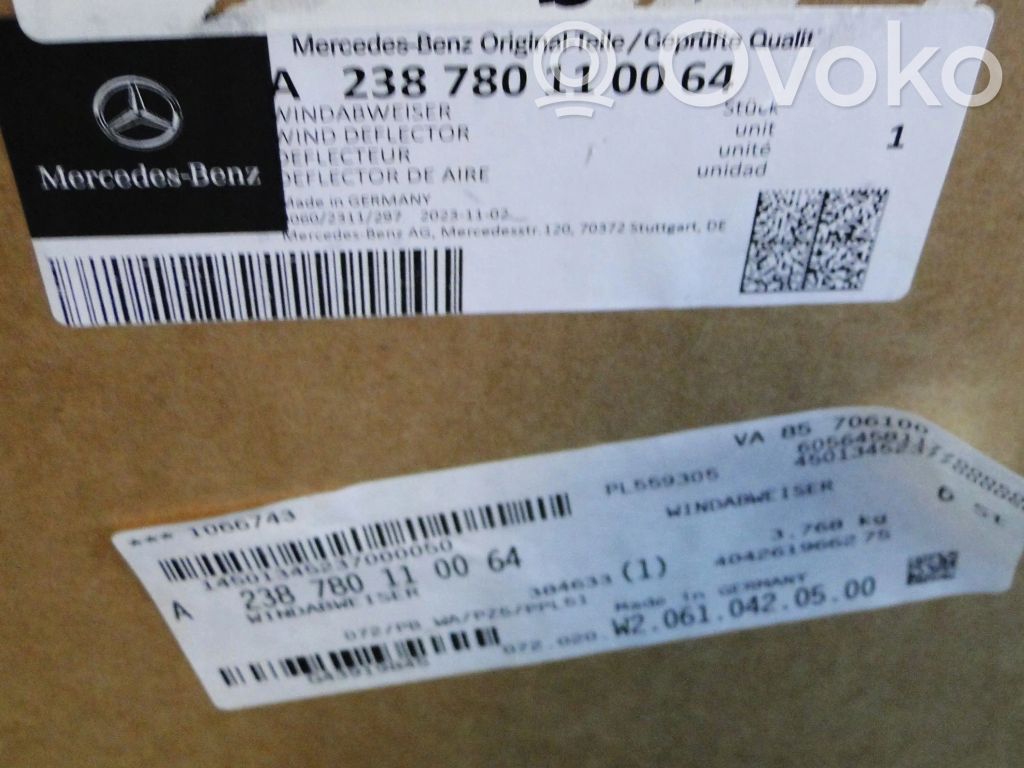 Ovoko
Mercedes-Benz Original Teile/Geprüfte Qualit
A 238 780 11 00 64
WINDABWEISER Stück
WIND DEFLECTOR unit 1
DEFLECTEUR unité
DEFLECTOR DE AIRE unidad
Made in GERMANY
2023-11-02
Mercedes-Benz AG, Mercedesstr.120, 70372 Stuttgart, DE
Mercedes-Benz
VA 85 706100
*** 1066743 PL559305
WINDABWEISER
14501345237000050
3.768 kg
A 238 780 11 00 64 384633 (1)
WINDABWEISER
Made in GERMANY
W2.061.042.05.00